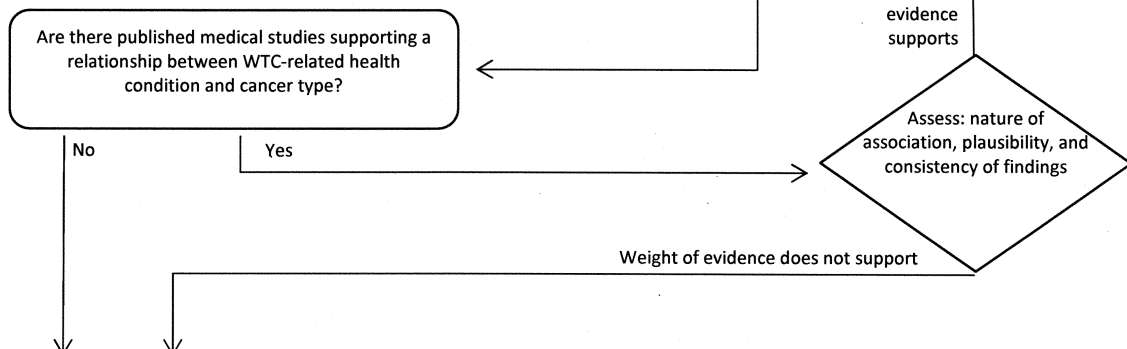 evidence
supports
Are there published medical studies supporting a
relationship between WTC-related health
condition and cancer type?
Assess: nature of
association, plausibility, and
consistency of findings
No
Yes
Weight of evidence does not support